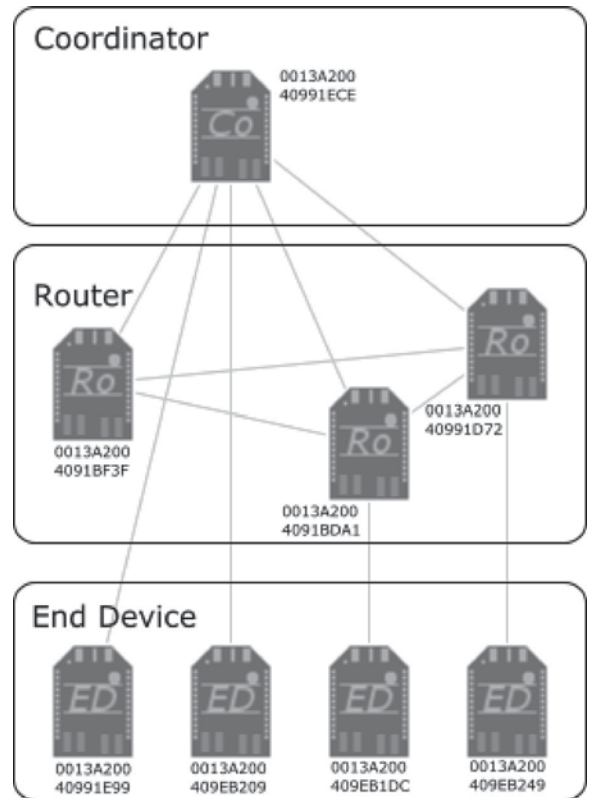 Coordinator
0013A200
40991ECE
Co
Router
Ro
Ro
Ro
0013A200
4091BF3F
0013A200
4091BDA1
0013A200
40991D72
End Device
ED
ED
ED
ED
0013A200
40991E99
0013A200
409EB209
0013A200
409EB1DC
0013A200
409EB249